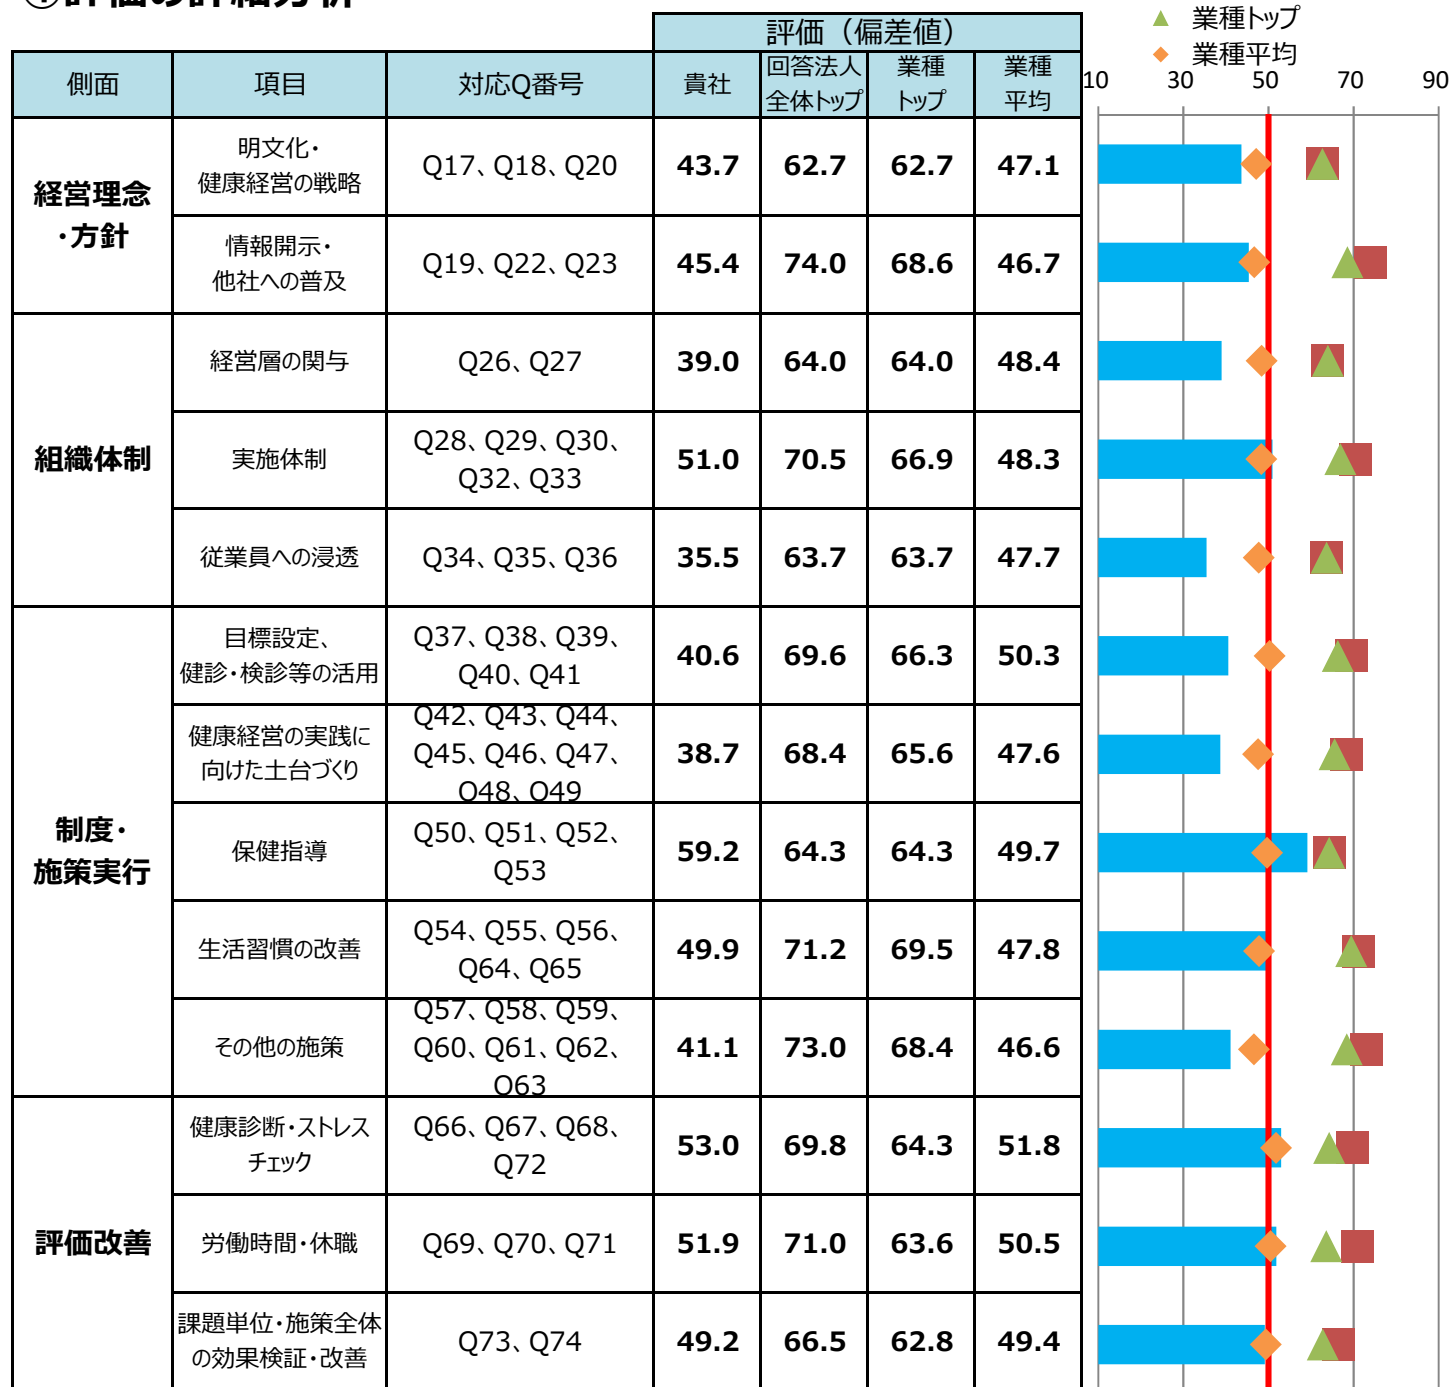 ①評価の詳細分析
▲ 業種トップ
◆ 業種平均
評価（偏差値）
側面 項目 対応Q番号 貴社 回答法人 業種 業種
全体トップ トップ 平均
10 30 50 70 90
経営理念
・方針
明文化・
健康経営の戦略
Q17、Q18、Q20 43.7 62.7 62.7 47.1
情報開示・
他社への普及
Q19、Q22、Q23 45.4 74.0 68.6 46.7
組織体制
経営層の関与 Q26、Q27 39.0 64.0 64.0 48.4
実施体制
Q28、Q29、Q30、
Q32、Q33
51.0 70.5 66.9 48.3
従業員への浸透 Q34、Q35、Q36 35.5 63.7 63.7 47.7
制度・
施策実行
目標設定、
健診・検診等の活用
Q37、Q38、Q39、
Q40、Q41
40.6 69.6 66.3 50.3
健康経営の実践に
向けた土台づくり
Q42、Q43、Q44、
Q45、Q46、Q47、
Q48、Q49
38.7 68.4 65.6 47.6
保健指導
Q50、Q51、Q52、
Q53
59.2 64.3 64.3 49.7
生活習慣の改善
Q54、Q55、Q56、
Q64、Q65
49.9 71.2 69.5 47.8
その他の施策
Q57、Q58、Q59、
Q60、Q61、Q62、
Q63
41.1 73.0 68.4 46.6
評価改善
健康診断・ストレス
チェック
Q66、Q67、Q68、
Q72
53.0 69.8 64.3 51.8
労働時間・休職 Q69、Q70、Q71 51.9 71.0 63.6 50.5
課題単位・施策全体
の効果検証・改善
Q73、Q74 49.2 66.5 62.8 49.4